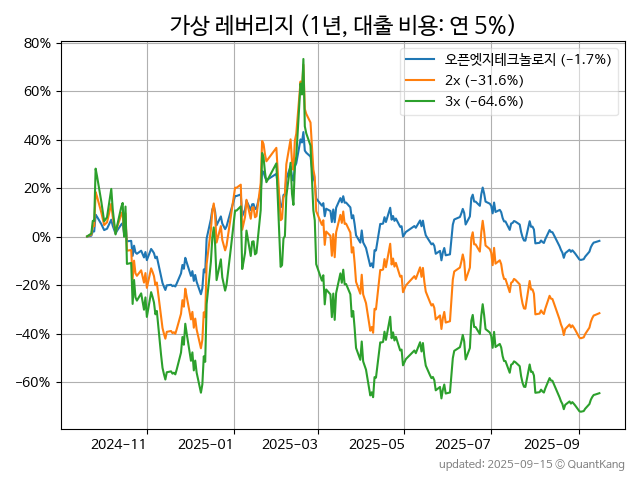 가상 레버리지 (1년, 대출 비용: 연 5%)
80%
60%
40%
20%
0%
−20%
−40%
−60%
오픈엣지테크놀로지 (−1.7%)
2x (−31.6%)
3x (−64.6%)
2024-11
2025-01
2025-03
2025-05
2025-07
2025-09
updated: 2025-09-15 © QuantKang